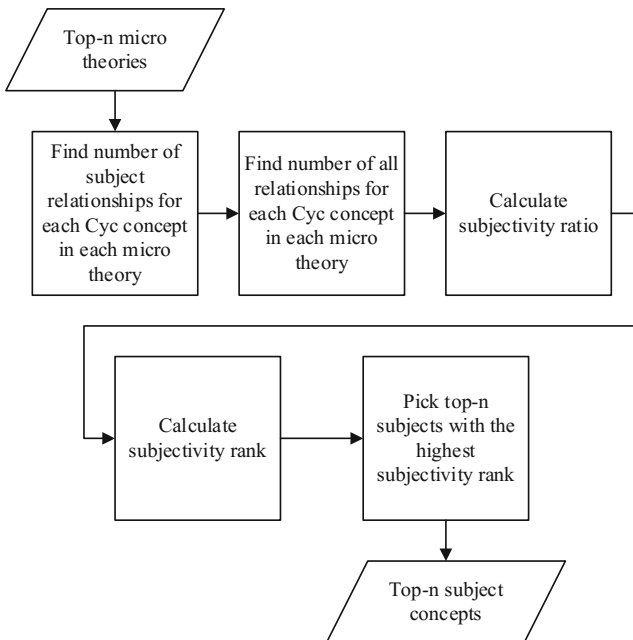 Top-n micro
theories
Find number of
subject
relationships for
each Cyc concept
in each micro
theory
Find number of all
relationships for
each Cyc concept
in each micro
theory
Calculate
subjectivity ratio
Calculate
subjectivity rank
Pick top-n
subjects with the
highest
subjectivity rank
Top-n subject
concepts